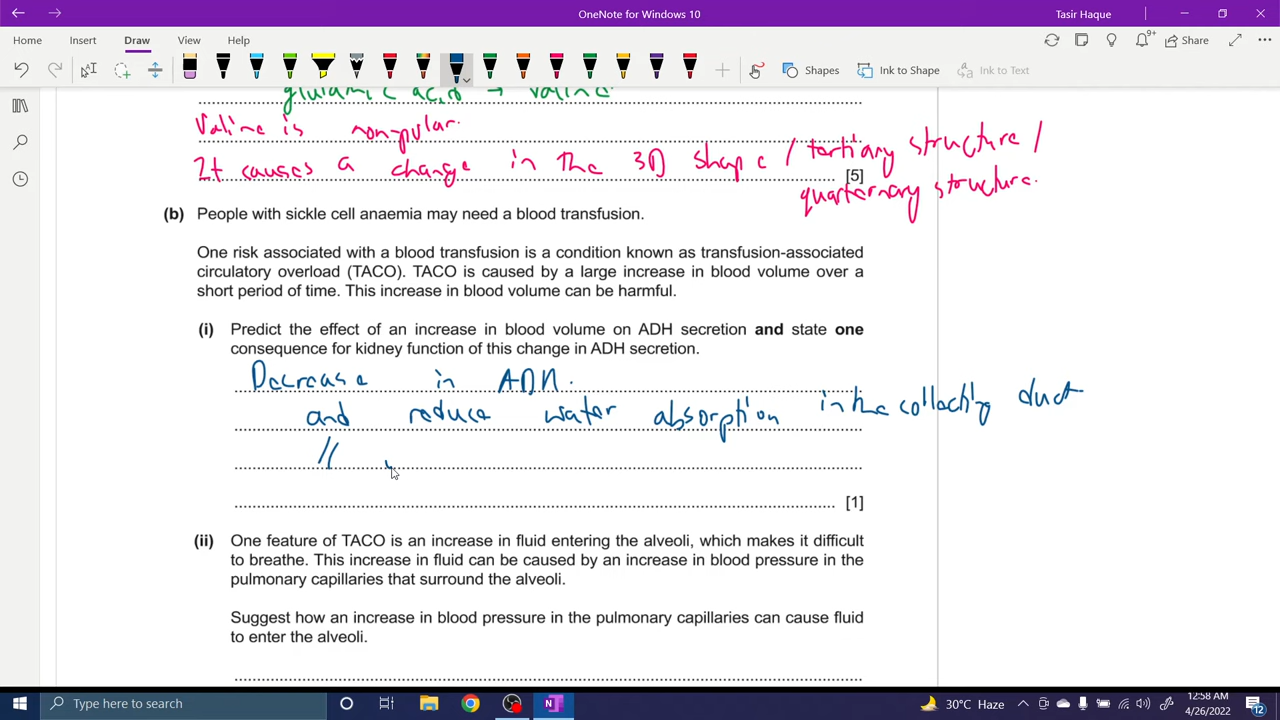 OneNote for Windows 10
Tasir Haque
Home Insert Draw View Help
Share
Shapes
Ink to Shape
Ink to Text
glutamic acid → valine
Valine is non-pular.
It causes a change in the 3D shape / tertiary structure /
quarternary structure.
[5]
(b) People with sickle cell anaemia may need a blood transfusion.
One risk associated with a blood transfusion is a condition known as transfusion-associated
circulatory overload (TACO). TACO is caused by a large increase in blood volume over a
short period of time. This increase in blood volume can be harmful.
(i) Predict the effect of an increase in blood volume on ADH secretion and state one
consequence for kidney function of this change in ADH secretion.
Decrease in ADH.
and reduce water absorption in the collecting duct
//
[1]
(ii) One feature of TACO is an increase in fluid entering the alveoli, which makes it difficult
to breathe. This increase in fluid can be caused by an increase in blood pressure in the
pulmonary capillaries that surround the alveoli.
Suggest how an increase in blood pressure in the pulmonary capillaries can cause fluid
to enter the alveoli.
Type here to search
30°C Haze
12:58 AM
4/26/2022
12